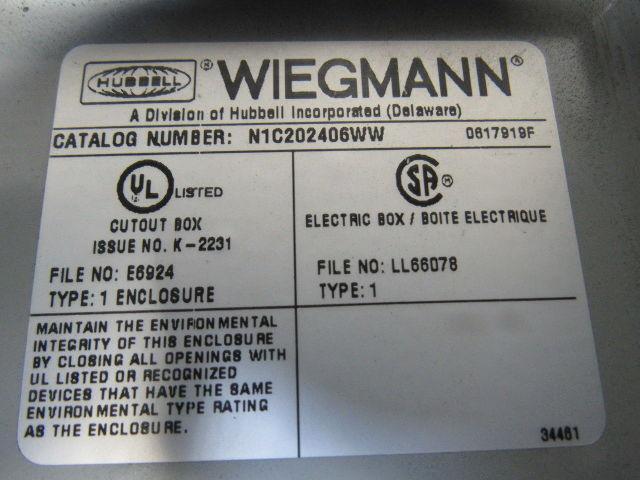 HUBBELL ® WIEGMANN®
A Division of Hubbell Incorporated (Delaware)
CATALOG NUMBER: N1C202406WW 0617919F
UL LISTED
CUTOUT BOX
ISSUE NO. K-2231
FILE NO: E6924
TYPE: 1 ENCLOSURE
SA ®
ELECTRIC BOX / BOITE ELECTRIQUE
FILE NO: LL66078
TYPE: 1
MAINTAIN THE ENVIRONMENTAL
INTEGRITY OF THIS ENCLOSURE
BY CLOSING ALL OPENINGS WITH
UL LISTED OR RECOGNIZED
DEVICES THAT HAVE THE SAME
ENVIRONMENTAL TYPE RATING
AS THE ENCLOSURE.
34461